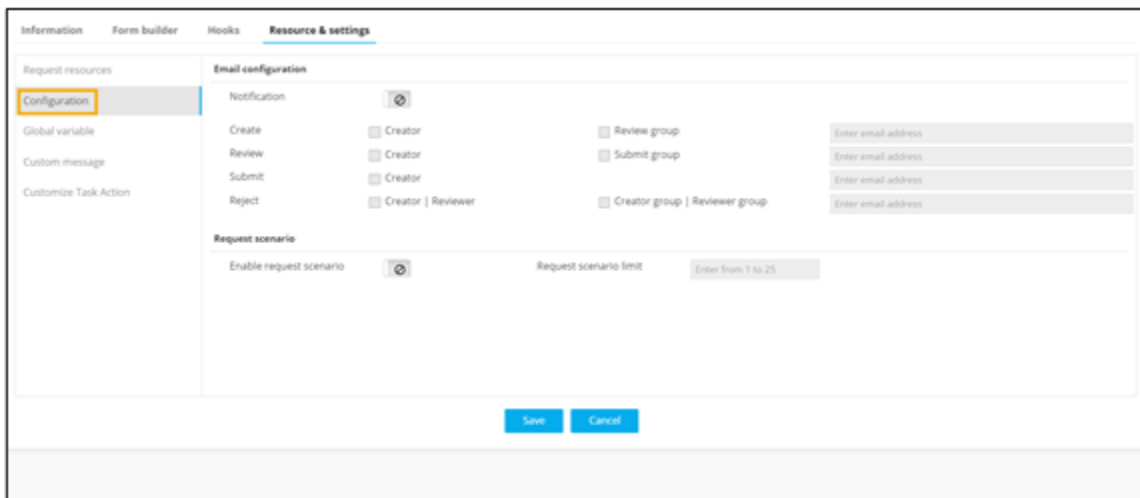 Information Form builder Hooks Resource & settings
Request resources
Configuration
Global variable
Custom message
Customize Task Action
Email configuration
Notification
Create Creator Review group Enter email address
Review Creator Submit group Enter email address
Submit Creator Enter email address
Reject Creator | Reviewer Creator group | Reviewer group Enter email address
Request scenario
Enable request scenario Request scenario limit Enter from 1 to 25
Save Cancel